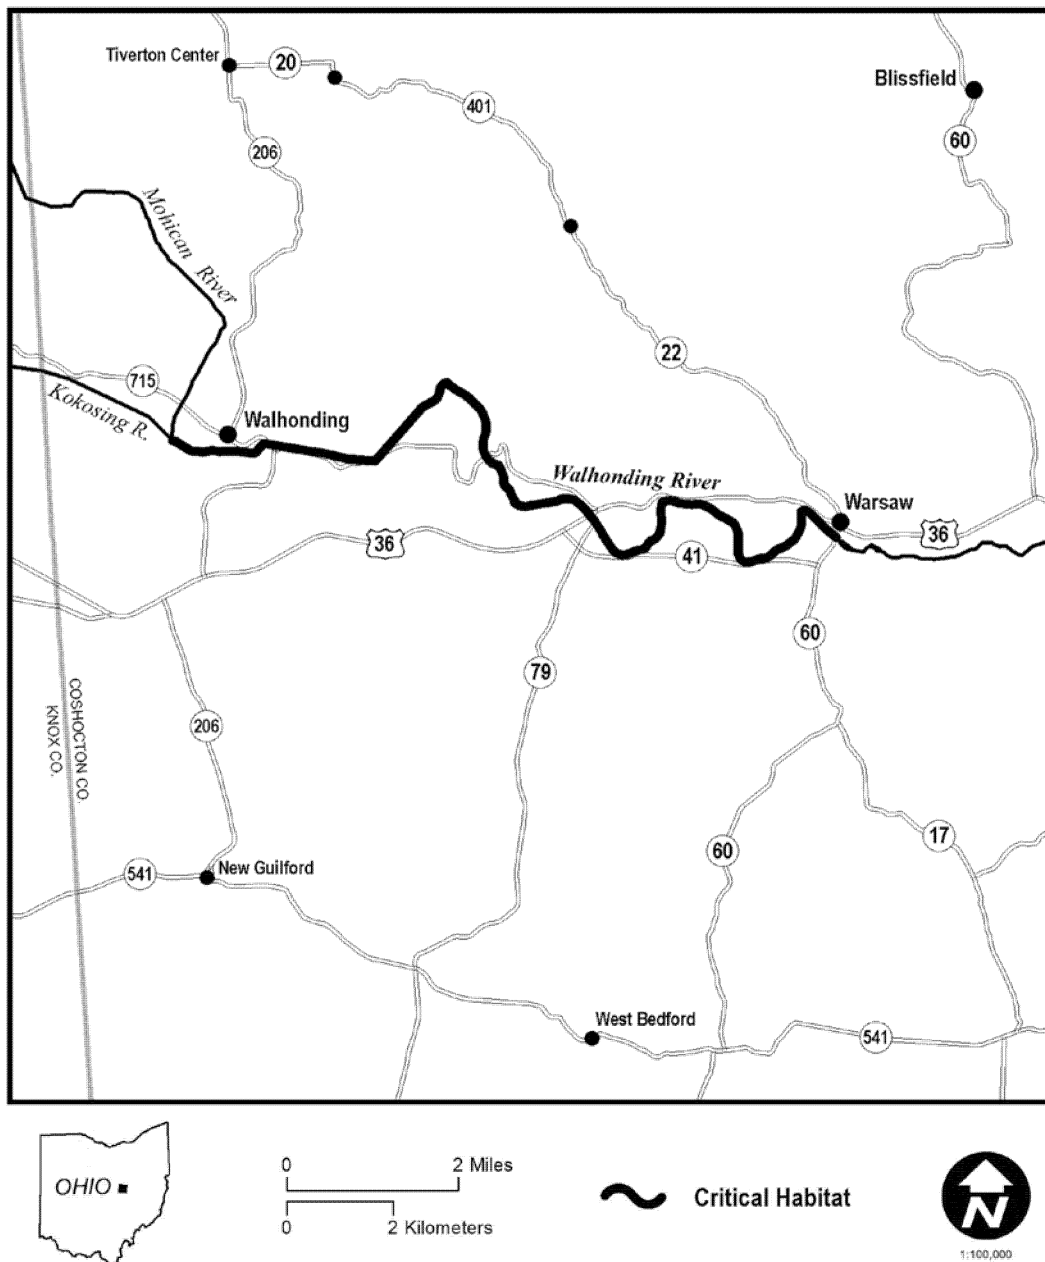 Tiverton Center
20
401
Blissfield
60
206
Mohican River
22
715
Kokosing R.
Walhonding
Walhonding River
Warsaw
36
36
41
60
79
COSHOCTON CO.
KNOX CO.
206
17
60
541
New Guilford
West Bedford
541
OHIO
0 2 Miles
0 2 Kilometers
Critical Habitat
N
1:100,000